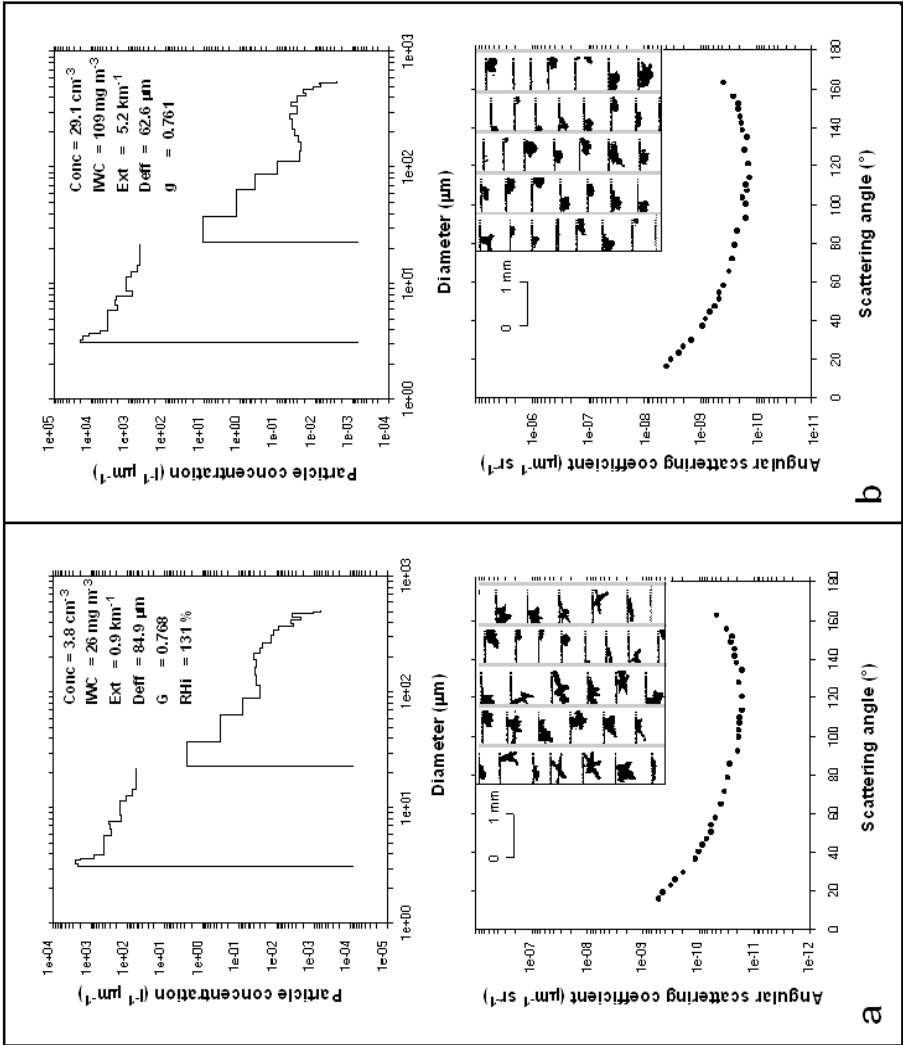 Particle concentration (l⁻¹ µm⁻¹)
1e+04
1e+03
1e+02
1e+01
1e+00
1e-01
1e-02
1e-03
1e-04
Conc = 3.8 cm⁻³
IWC = 26 mg m⁻³
Ext = 0.9 km⁻¹
Deff = 84.9 µm
G = 0.768
RHi = 131 %
1e+00 1e+01 1e+02 1e+03
Diameter (µm)
Angular scattering coefficient (µm⁻¹ sr⁻¹)
1e-07
1e-08
1e-09
1e-10
1e-11
1e-12
0 1 mm
0 20 40 60 80 100 120 140 160 180
Scattering angle (°)
a
Particle concentration (l⁻¹ µm⁻¹)
1e+05
1e+04
1e+03
1e+02
1e+01
1e+00
1e-01
1e-02
1e-03
1e-04
Conc = 29.1 cm⁻³
IWC = 109 mg m⁻³
Ext = 5.2 km⁻¹
Deff = 62.6 µm
g = 0.761
1e+00 1e+01 1e+02 1e+03
Diameter (µm)
Angular scattering coefficient (µm⁻¹ sr⁻¹)
1e-06
1e-07
1e-08
1e-09
1e-10
1e-11
0 1 mm
0 20 40 60 80 100 120 140 160 180
Scattering angle (°)
b